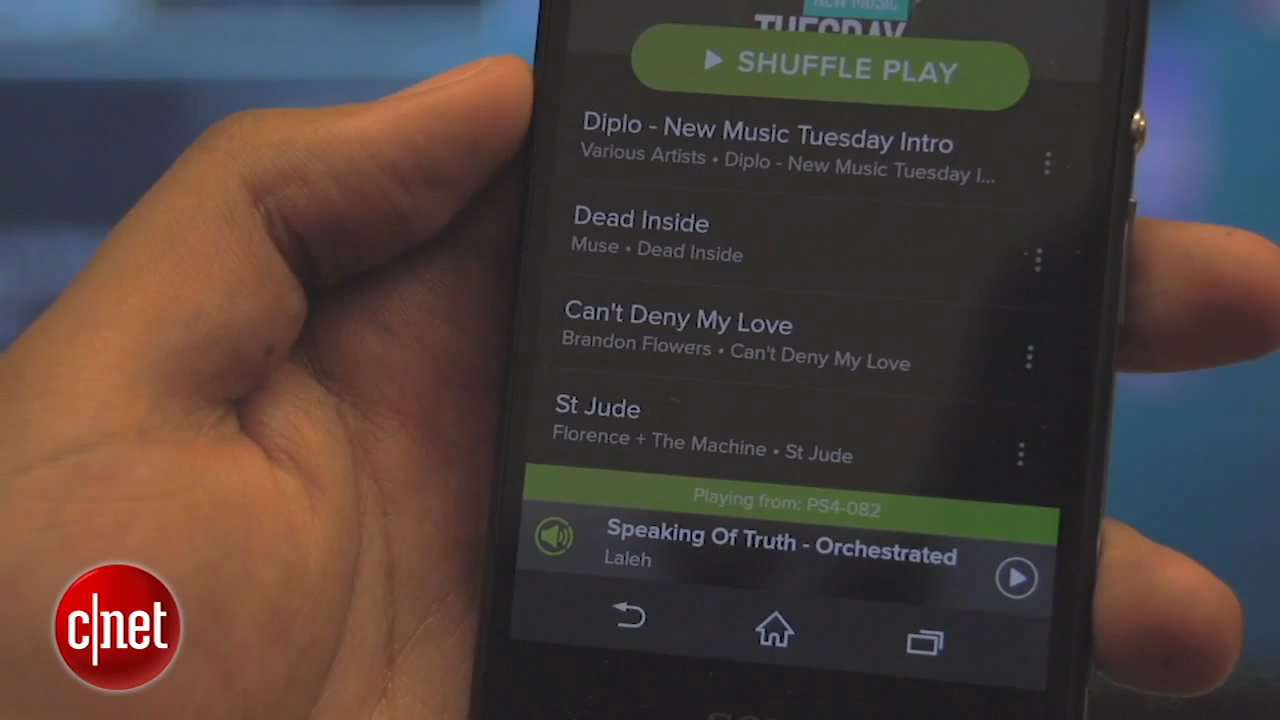 NEW MUSIC
TUESDAY
SHUFFLE PLAY
Diplo - New Music Tuesday Intro
Various Artists • Diplo - New Music Tuesday I...
Dead Inside
Muse • Dead Inside
Can't Deny My Love
Brandon Flowers • Can't Deny My Love
St Jude
Florence + The Machine • St Jude
Playing from: PS4-082
Speaking Of Truth - Orchestrated
Laleh
c|net